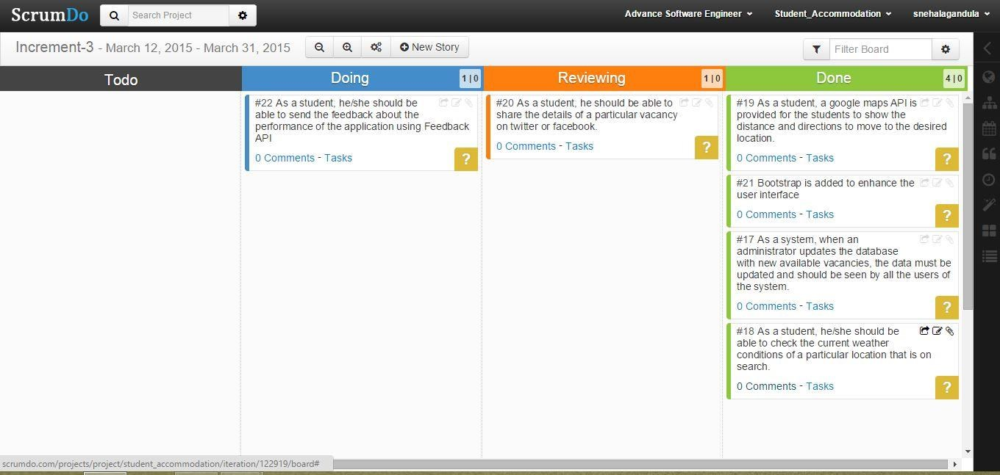 ScrumDo
Search Project
Advance Software Engineer
Student_Accommodation
snehalagandula
Increment-3 - March 12, 2015 - March 31, 2015
New Story
Filter Board
Todo
Doing
1|0
Reviewing
1|0
Done
4|0
#22 As a student, he/she should be
able to send the feedback about the
performance of the application using Feedback
API
0 Comments - Tasks
?
#20 As a student, he should be able to
share the details of a particular vacancy
on twitter or facebook.
0 Comments - Tasks
?
#19 As a student, a google maps API is
provided for the students to show the
distance and directions to move to the desired
location.
0 Comments - Tasks
?
#21 Bootstrap is added to enhance the
user interface
0 Comments - Tasks
?
#17 As a system, when an
administrator updates the database
with new available vacancies, the data must be
updated and should be seen by all the users of
the system.
0 Comments - Tasks
?
#18 As a student, he/she should be
able to check the current weather
conditions of a particular location that is on
search.
0 Comments - Tasks
?
scrumdo.com/projects/project/student_accommodation/iteration/122919/board#